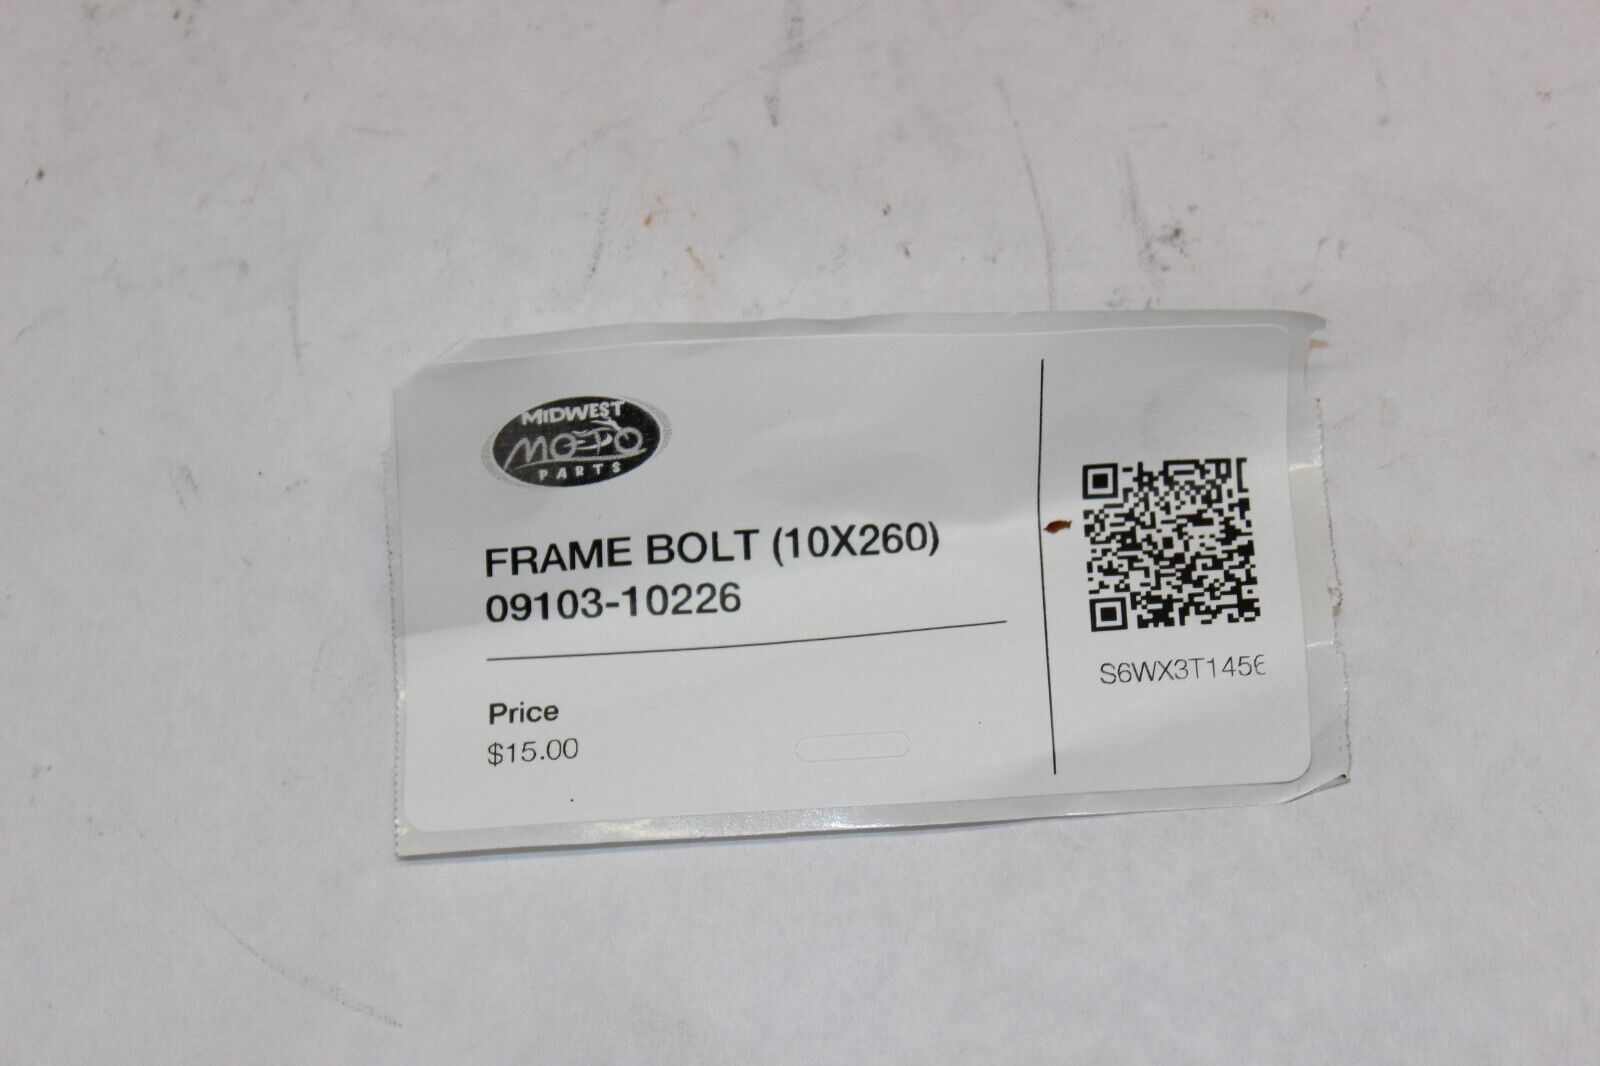 MIDWEST
MOTO
PARTS
FRAME BOLT (10X260)
09103-10226
Price
$15.00
S6WX3T1456